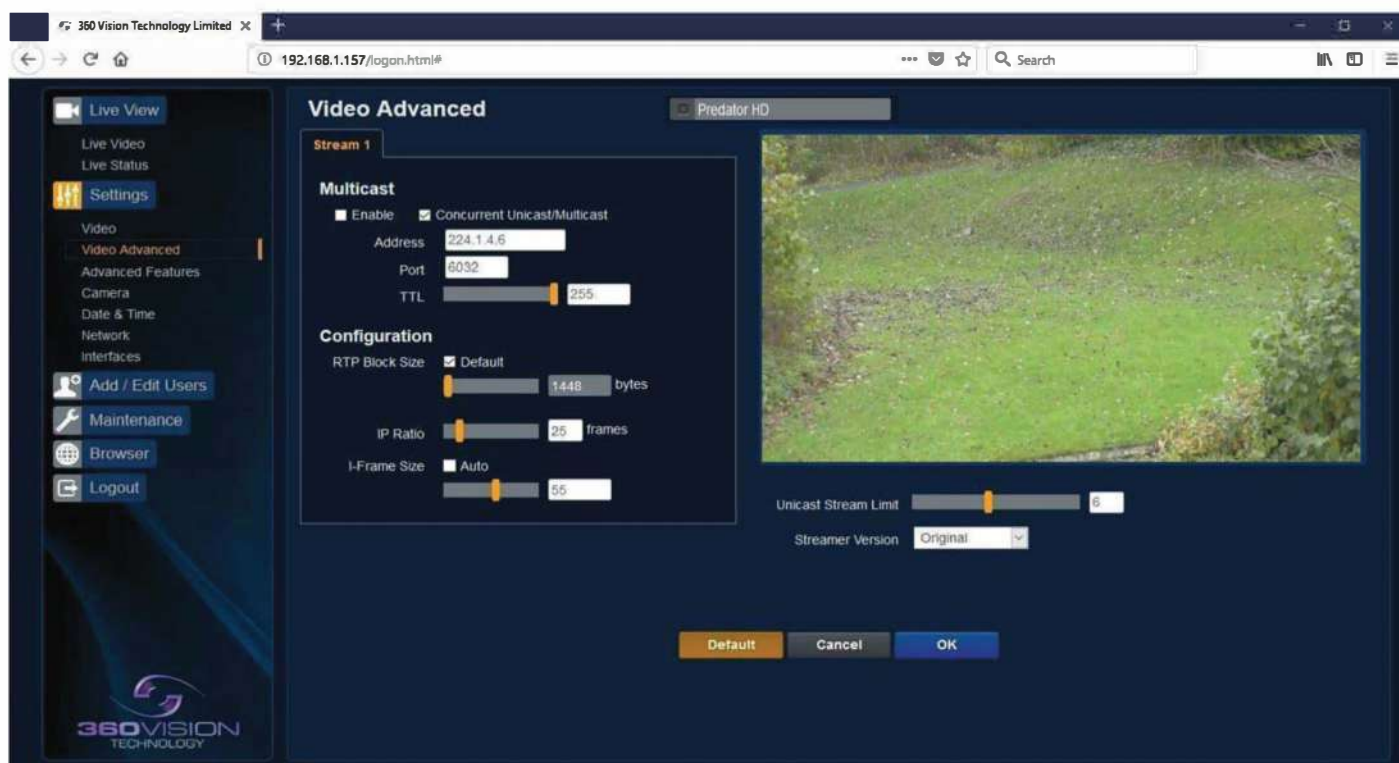 360 Vision Technology Limited
192.168.1.157/logon.html#
Search
Live View
Live Video
Live Status
Settings
Video
Video Advanced
Advanced Features
Camera
Date & Time
Network
Interfaces
Add / Edit Users
Maintenance
Browser
Logout
360VISION
TECHNOLOGY
Video Advanced
Predator HD
Stream 1
Multicast
Enable Concurrent Unicast/Multicast
Address 224.1.4.6
Port 6032
TTL 255
Configuration
RTP Block Size Default
1448 bytes
IP Ratio 25 frames
I-Frame Size Auto
55
Unicast Stream Limit 6
Streamer Version Original
Default Cancel OK